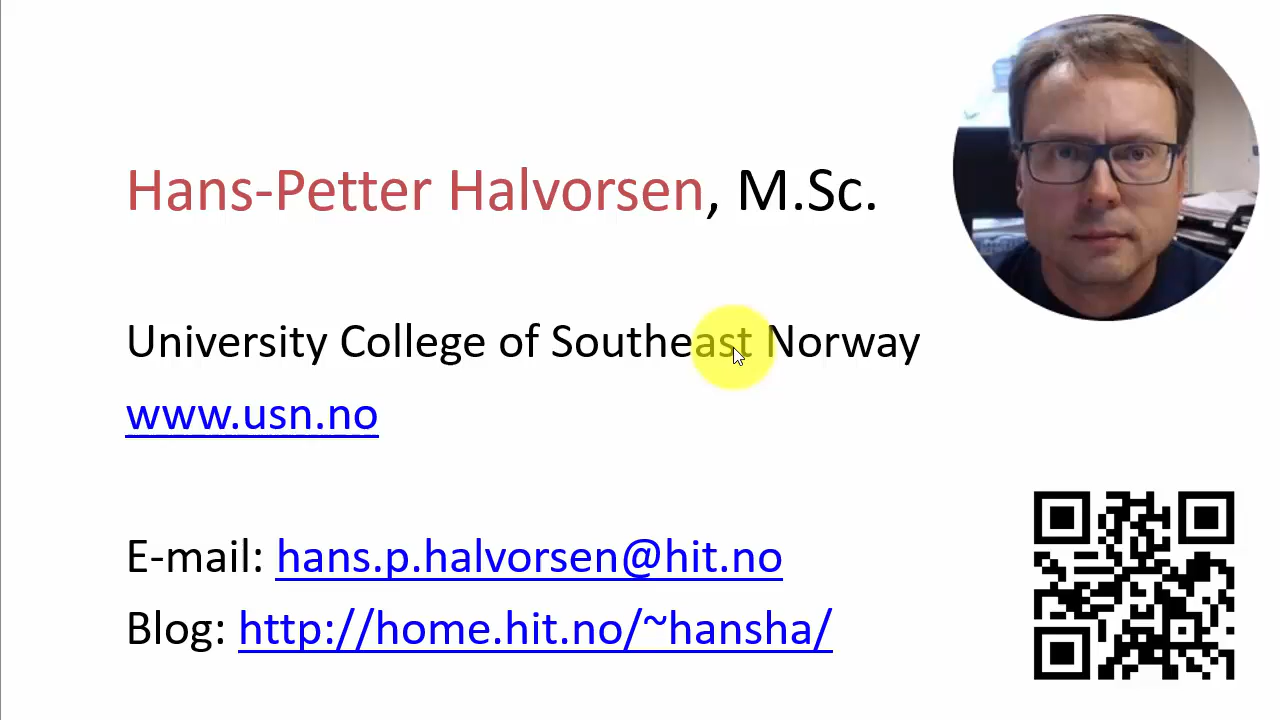 Hans-Petter Halvorsen, M.Sc.
University College of Southeast Norway
www.usn.no
E-mail: hans.p.halvorsen@hit.no
Blog: http://home.hit.no/~hansha/